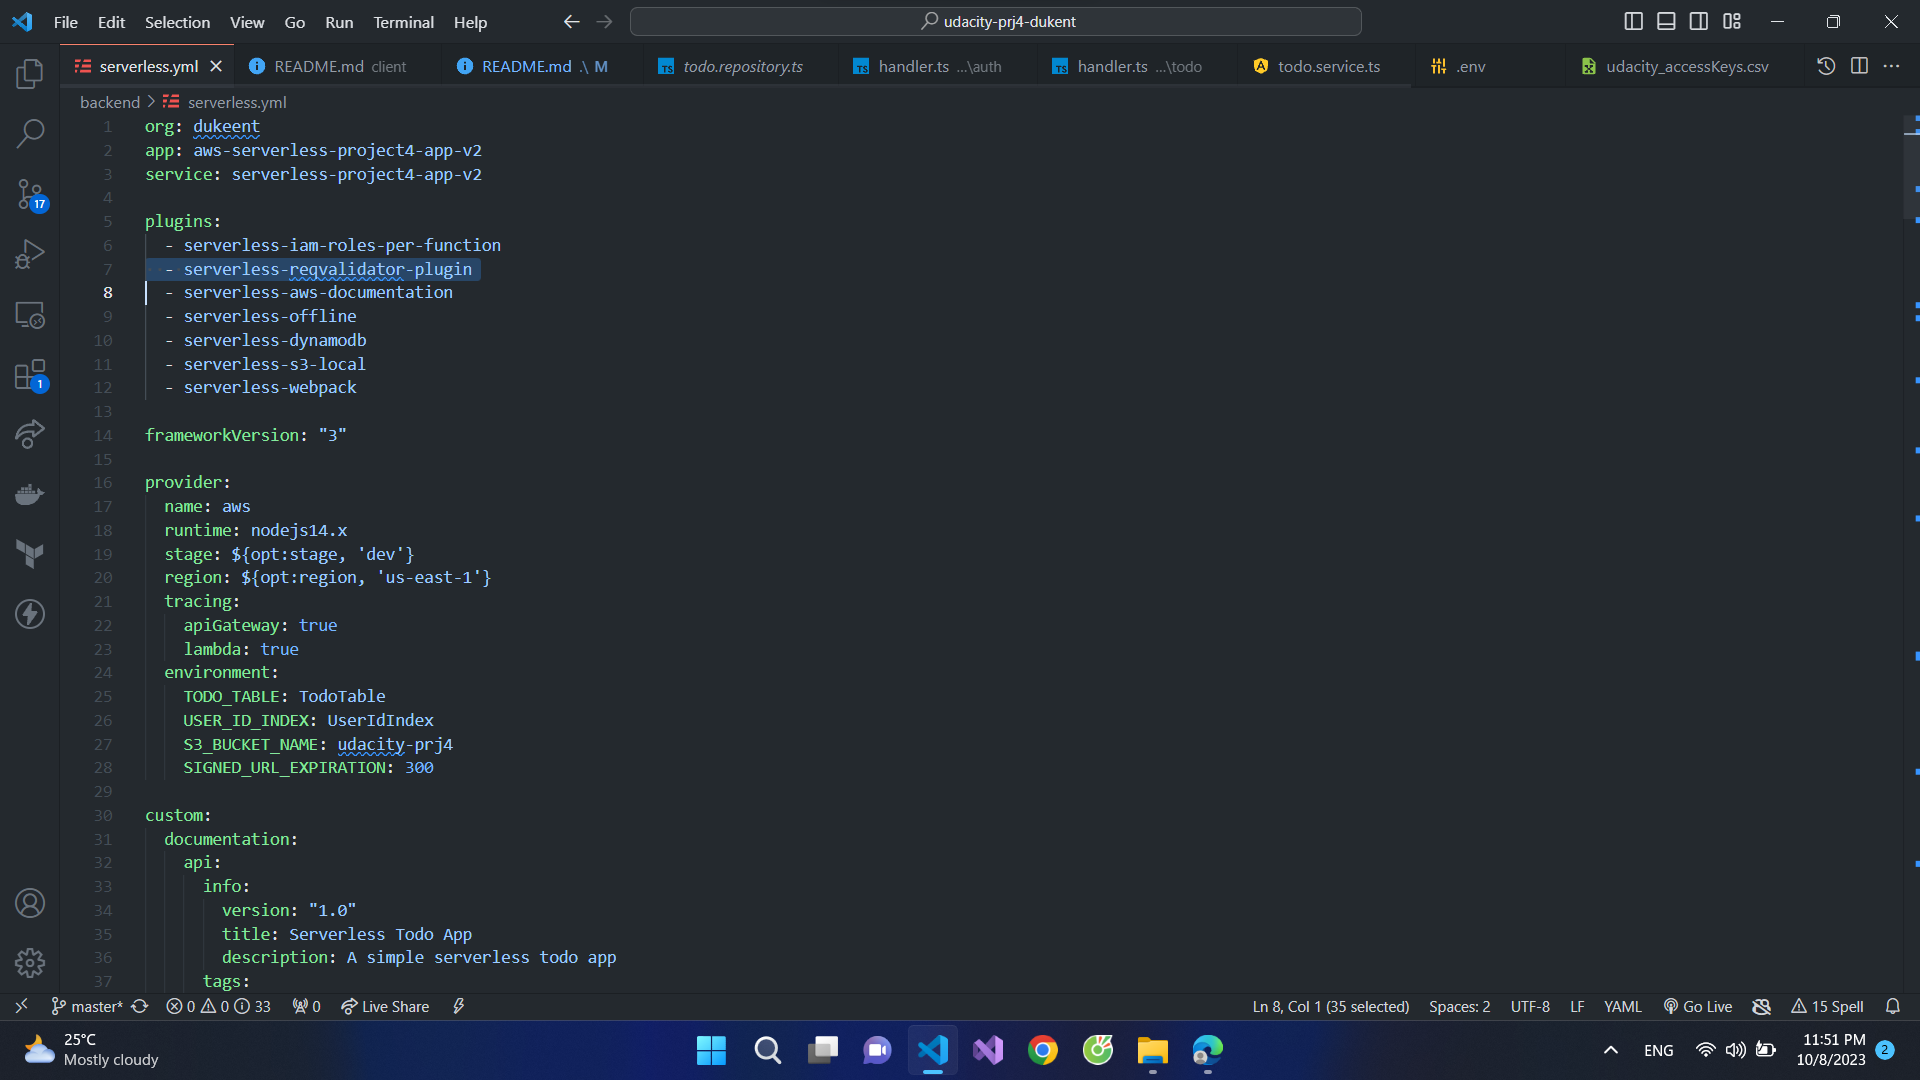 File Edit Selection View Go Run Terminal Help
udacity-prj4-dukent
serverless.yml
README.md client
README.md .\ M
todo.repository.ts
handler.ts ...\auth
handler.ts ...\todo
todo.service.ts
.env
udacity_accessKeys.csv
backend > serverless.yml
1 org: dukeent
2 app: aws-serverless-project4-app-v2
3 service: serverless-project4-app-v2
4
5 plugins:
6 - serverless-iam-roles-per-function
7 - serverless-reqvalidator-plugin
8 - serverless-aws-documentation
9 - serverless-offline
10 - serverless-dynamodb
11 - serverless-s3-local
12 - serverless-webpack
13
14 frameworkVersion: "3"
15
16 provider:
17 name: aws
18 runtime: nodejs14.x
19 stage: ${opt:stage, 'dev'}
20 region: ${opt:region, 'us-east-1'}
21 tracing:
22 apiGateway: true
23 lambda: true
24 environment:
25 TODO_TABLE: TodoTable
26 USER_ID_INDEX: UserIdIndex
27 S3_BUCKET_NAME: udacity-prj4
28 SIGNED_URL_EXPIRATION: 300
29
30 custom:
31 documentation:
32 api:
33 info:
34 version: "1.0"
35 title: Serverless Todo App
36 description: A simple serverless todo app
37 tags:
17
1
master* 0 0 33 0 Live Share
Ln 8, Col 1 (35 selected) Spaces: 2 UTF-8 LF YAML Go Live 15 Spell
25°C
Mostly cloudy
ENG
11:51 PM
10/8/2023
2